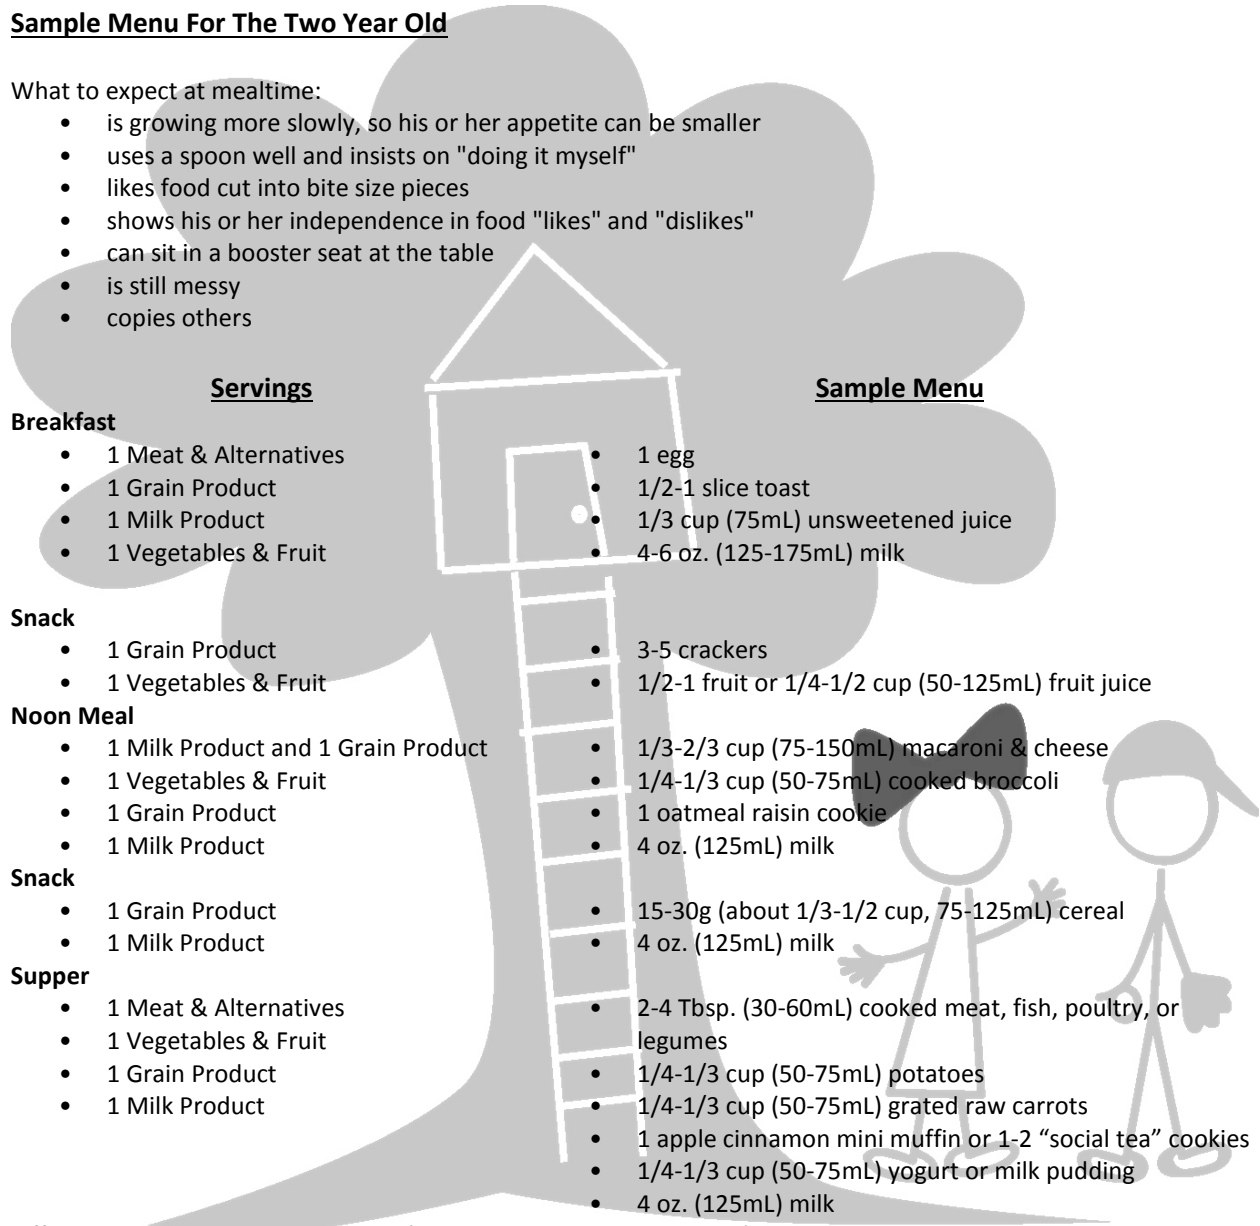 Sample Menu For The Two Year Old
What to expect at mealtime:
• is growing more slowly, so his or her appetite can be smaller
• uses a spoon well and insists on "doing it myself"
• likes food cut into bite size pieces
• shows his or her independence in food "likes" and "dislikes"
• can sit in a booster seat at the table
• is still messy
• copies others
Servings
Breakfast
• 1 Meat & Alternatives
• 1 Grain Product
• 1 Milk Product
• 1 Vegetables & Fruit
Snack
• 1 Grain Product
• 1 Vegetables & Fruit
Noon Meal
• 1 Milk Product and 1 Grain Product
• 1 Vegetables & Fruit
• 1 Grain Product
• 1 Milk Product
Snack
• 1 Grain Product
• 1 Milk Product
Supper
• 1 Meat & Alternatives
• 1 Vegetables & Fruit
• 1 Grain Product
• 1 Milk Product
Sample Menu
• 1 egg
• 1/2-1 slice toast
• 1/3 cup (75mL) unsweetened juice
• 4-6 oz. (125-175mL) milk
• 3-5 crackers
• 1/2-1 fruit or 1/4-1/2 cup (50-125mL) fruit juice
• 1/3-2/3 cup (75-150mL) macaroni & cheese
• 1/4-1/3 cup (50-75mL) cooked broccoli
• 1 oatmeal raisin cookie
• 4 oz. (125mL) milk
• 15-30g (about 1/3-1/2 cup, 75-125mL) cereal
• 4 oz. (125mL) milk
• 2-4 Tbsp. (30-60mL) cooked meat, fish, poultry, or
legumes
• 1/4-1/3 cup (50-75mL) potatoes
• 1/4-1/3 cup (50-75mL) grated raw carrots
• 1 apple cinnamon mini muffin or 1-2 “social tea” cookies
• 1/4-1/3 cup (50-75mL) yogurt or milk pudding
• 4 oz. (125mL) milk